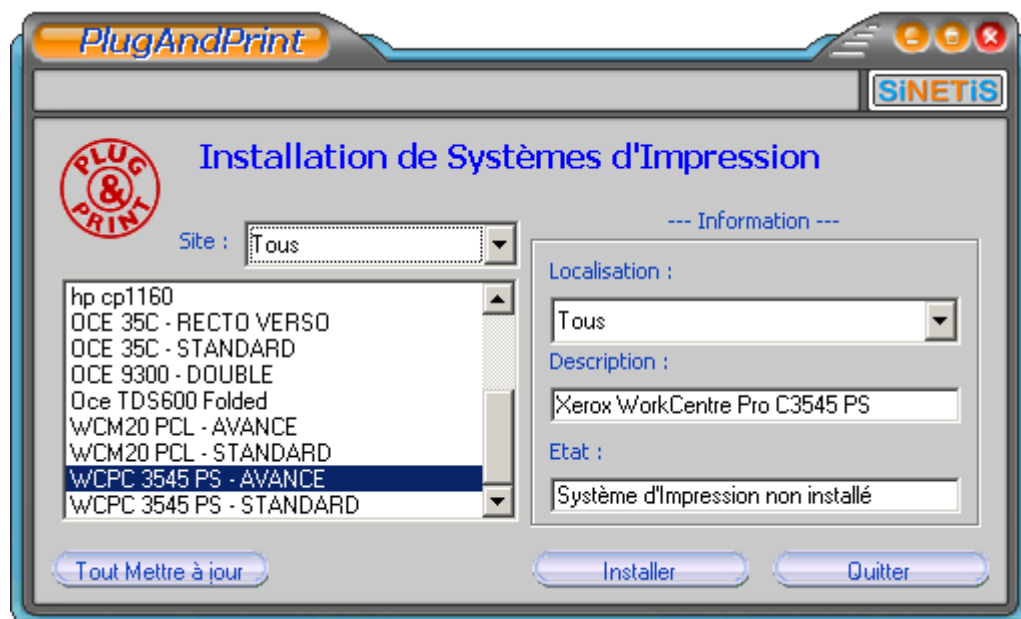 PlugAndPrint
SiNETiS
PLUG & PRINT
Installation de Systèmes d'Impression
Site :
Tous
hp cp1160
OCE 35C - RECTO VERSO
OCE 35C - STANDARD
OCE 9300 - DOUBLE
Oce TDS600 Folded
WCM20 PCL - AVANCE
WCM20 PCL - STANDARD
WCPC 3545 PS - AVANCE
WCPC 3545 PS - STANDARD
--- Information ---
Localisation :
Tous
Description :
Xerox WorkCentre Pro C3545 PS
Etat :
Système d'Impression non installé
Tout Mettre à jour
Installer
Quitter